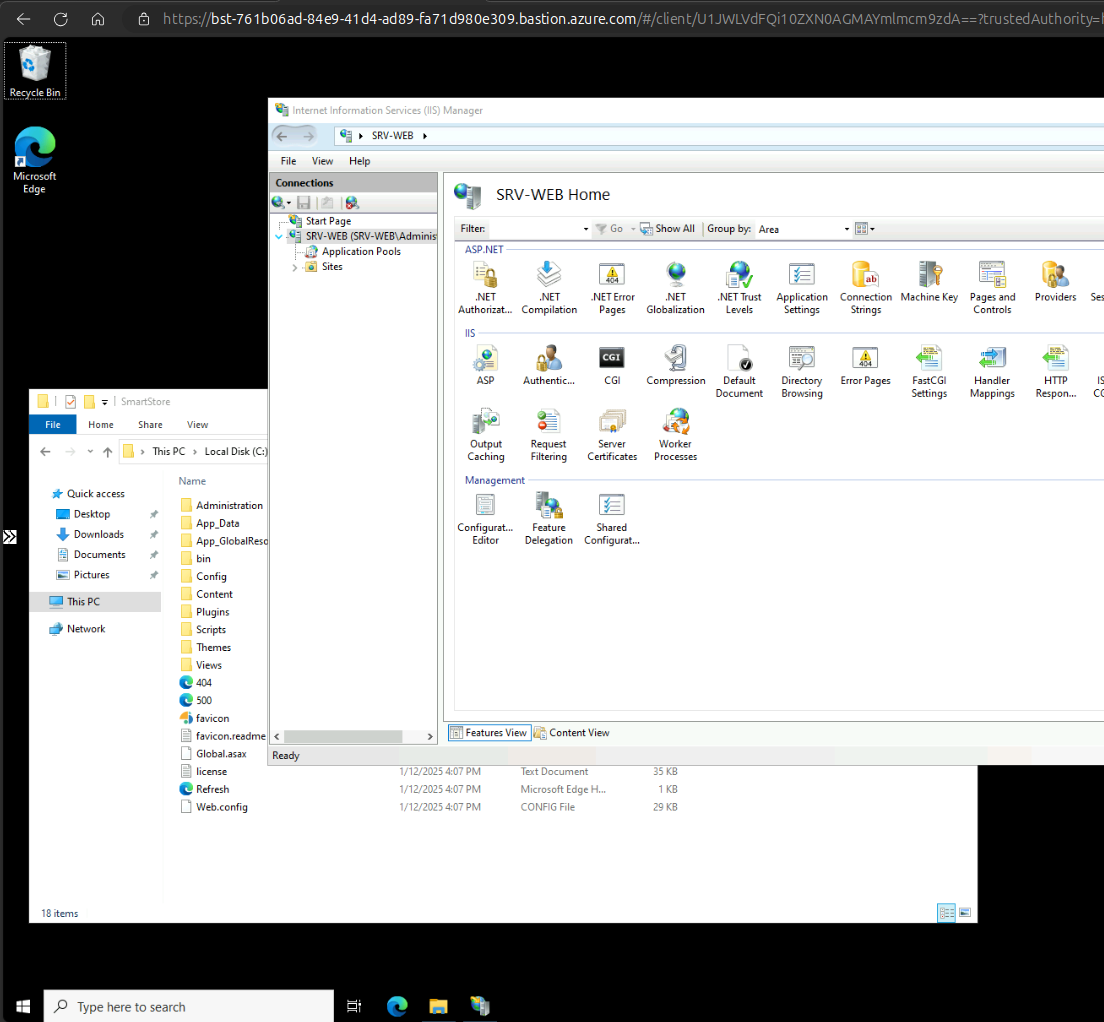 https://bst-761b06ad-84e9-41d4-ad89-fa71d980e309.bastion.azure.com/#/client/U1JWLVdFQi10ZXN0AGMAYmlmcm9zdA==?trustedAuthority=h
Recycle Bin
Microsoft
Edge
Internet Information Services (IIS) Manager
SRV-WEB
File View Help
Connections
Start Page
SRV-WEB (SRV-WEB\Adminis
Application Pools
Sites
SRV-WEB Home
Filter: Go Show All Group by: Area
ASP.NET
.NET Authorizat...
.NET Compilation
.NET Error Pages
.NET Globalization
.NET Trust Levels
Application Settings
Connection Strings
Machine Key
Pages and Controls
Providers
Ses
IIS
ASP
Authentic...
CGI
Compression
Default Document
Directory Browsing
Error Pages
FastCGI Settings
Handler Mappings
HTTP Respon...
Output Caching
Request Filtering
Server Certificates
Worker Processes
Management
Configurat... Editor
Feature Delegation
Shared Configurat...
Features View Content View
Ready
SmartStore
File Home Share View
This PC Local Disk (C:)
Quick access
Desktop
Downloads
Documents
Pictures
This PC
Network
Name
Administration
App_Data
App_GlobalReso
bin
Config
Content
Plugins
Scripts
Themes
Views
404
500
favicon
favicon.readme
Global.asax
license 1/12/2025 4:07 PM Text Document 35 KB
Refresh 1/12/2025 4:07 PM Microsoft Edge H... 1 KB
Web.config 1/12/2025 4:07 PM CONFIG File 29 KB
18 items
Type here to search